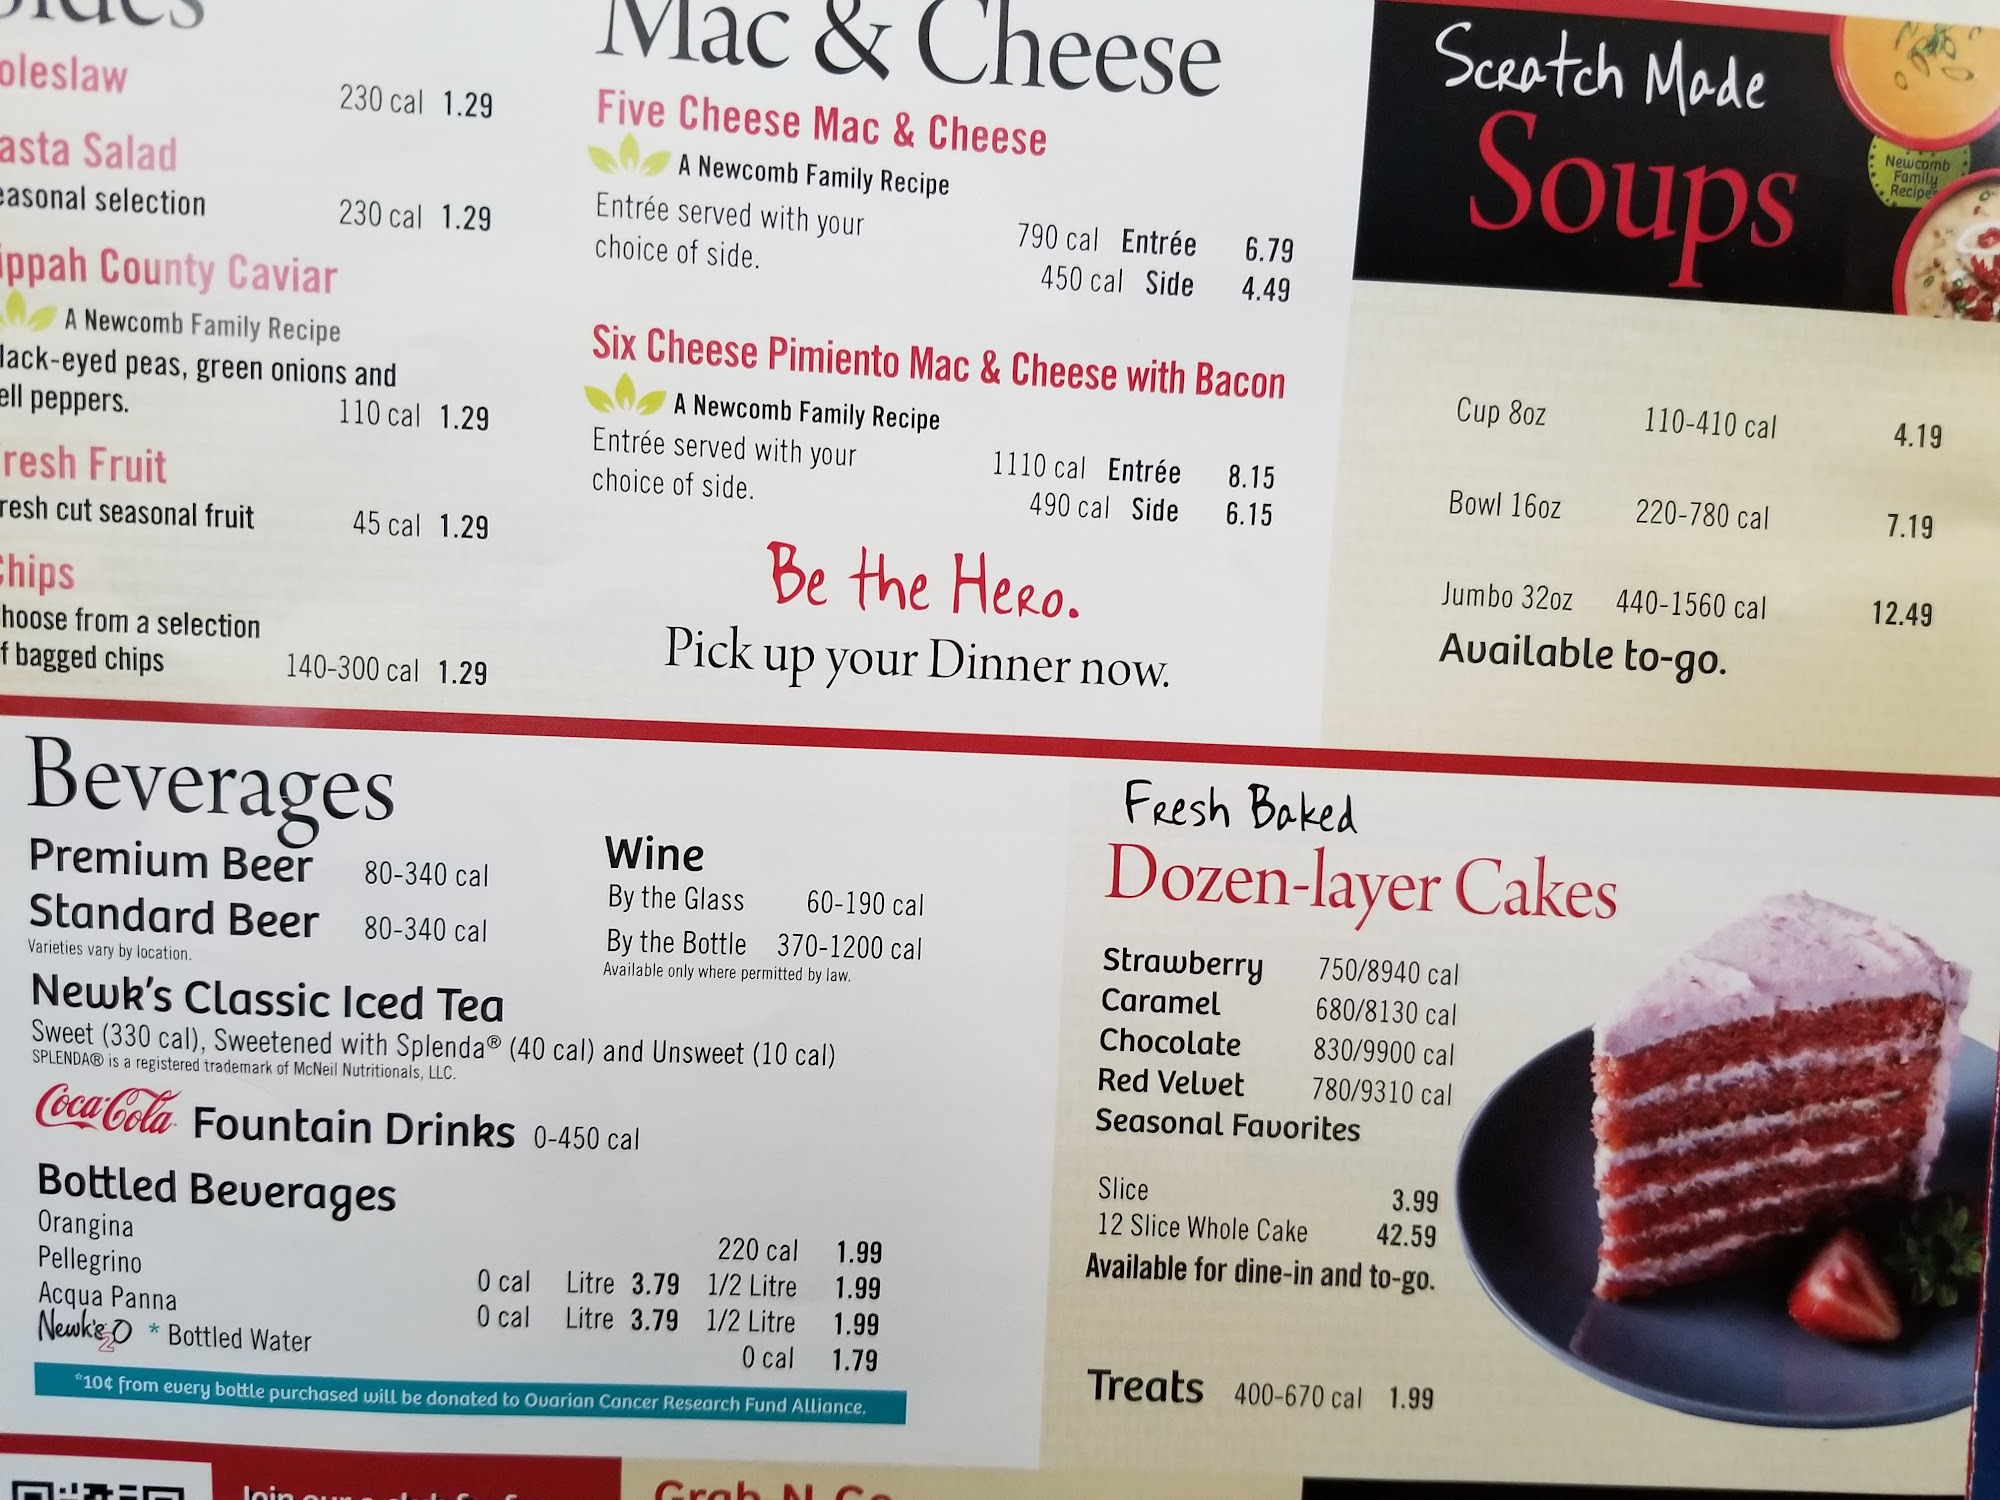 230 cal 1.29
Salad
selection 230 cal 1.29
County Caviar
A Newcomb Family Recipe
peas, green onions and
peppers. 110 cal 1.29
Fruit
cut seasonal fruit 45 cal 1.29
from a selection
bagged chips 140-300 cal 1.29
Mac & Cheese
Five Cheese Mac & Cheese
A Newcomb Family Recipe
Entrée served with your
choice of side.
790 cal Entrée 6.79
450 cal Side 4.49
Six Cheese Pimiento Mac & Cheese with Bacon
A Newcomb Family Recipe
Entrée served with your
choice of side.
1110 cal Entrée 8.15
490 cal Side 6.15
Be the Hero.
Pick up your Dinner now.
Scratch Made
Soups
Newcomb
Family
Recipe
Cup 8oz 110-410 cal 4.19
Bowl 16oz 220-780 cal 7.19
Jumbo 32oz 440-1560 cal 12.49
Available to-go.
Beverages
Premium Beer 80-340 cal
Standard Beer 80-340 cal
Varieties vary by location.
Wine
By the Glass 60-190 cal
By the Bottle 370-1200 cal
Available only where permitted by law.
Newk's Classic Iced Tea
Sweet (330 cal), Sweetened with Splenda® (40 cal) and Unsweet (10 cal)
SPLENDA® is a registered trademark of McNeil Nutritionals, LLC.
Coca-Cola Fountain Drinks 0-450 cal
Bottled Beverages
Orangina 220 cal 1.99
Pellegrino 0 cal Litre 3.79 1/2 Litre 1.99
Acqua Panna 0 cal Litre 3.79 1/2 Litre 1.99
Newk's2O * Bottled Water 0 cal 1.79
*10¢ from every bottle purchased will be donated to Ovarian Cancer Research Fund Alliance.
Fresh Baked
Dozen-layer Cakes
Strawberry 750/8940 cal
Caramel 680/8130 cal
Chocolate 830/9900 cal
Red Velvet 780/9310 cal
Seasonal Favorites
Slice 3.99
12 Slice Whole Cake 42.59
Available for dine-in and to-go.
Treats 400-670 cal 1.99